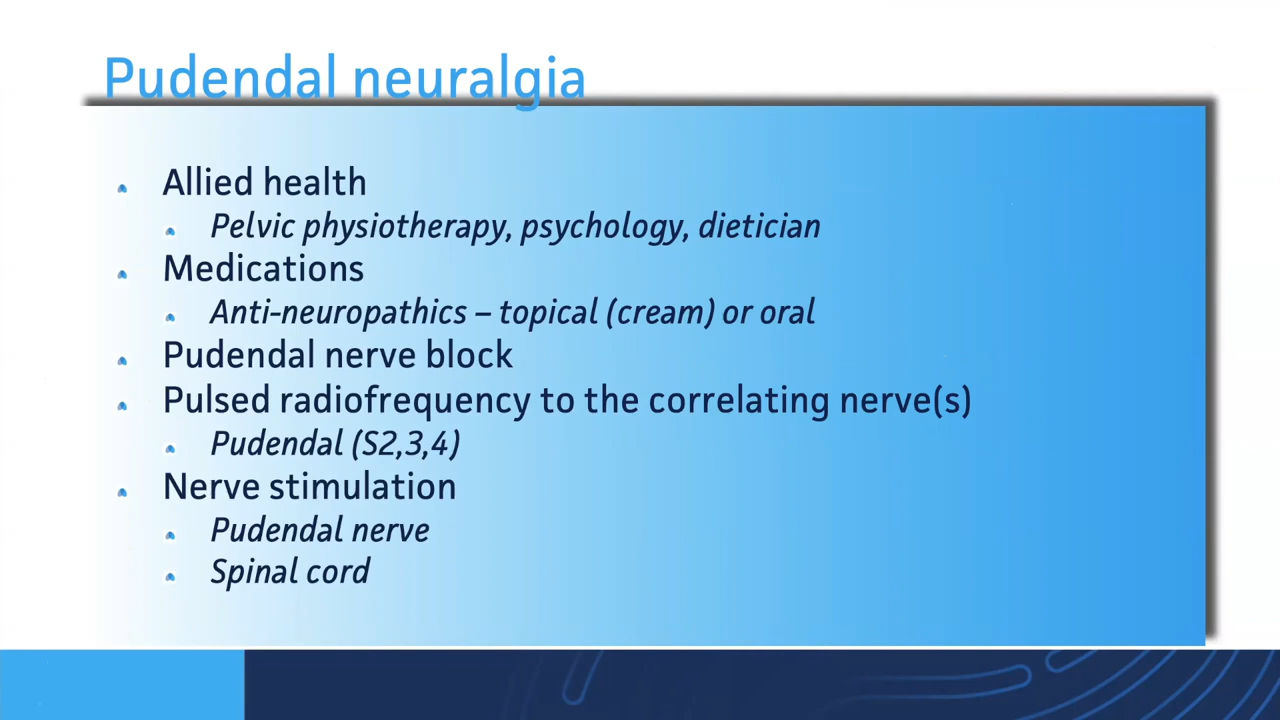 Pudendal neuralgia
Allied health
Pelvic physiotherapy, psychology, dietician
Medications
Anti-neuropathics – topical (cream) or oral
Pudendal nerve block
Pulsed radiofrequency to the correlating nerve(s)
Pudendal (S2,3,4)
Nerve stimulation
Pudendal nerve
Spinal cord